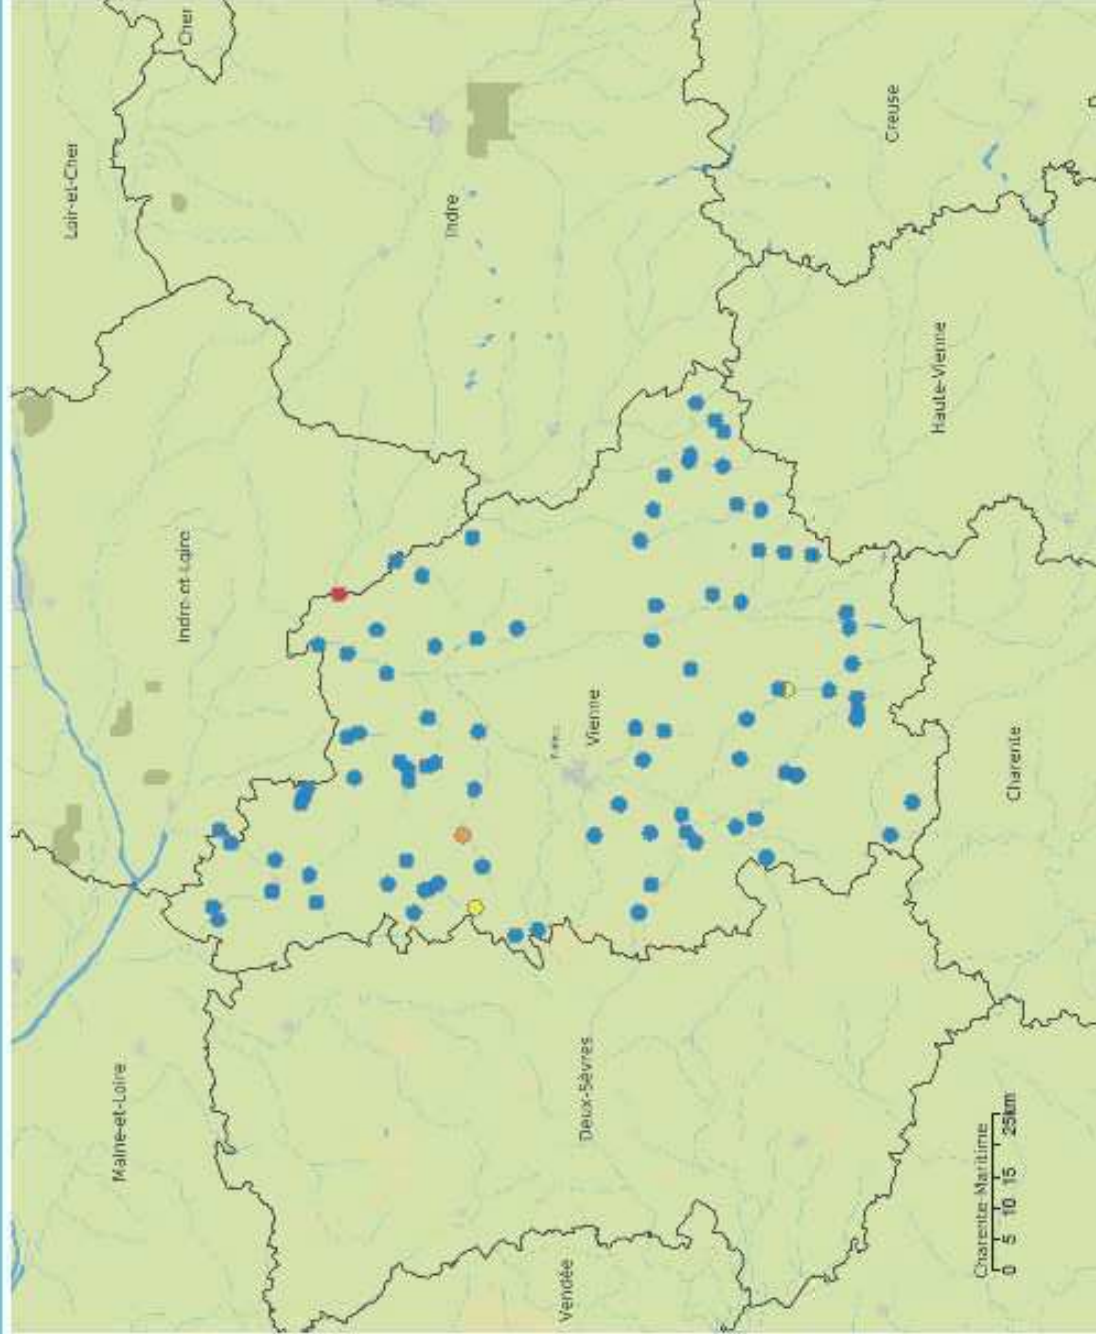 Loir-et-Cher
Maine-et-Loire
Indre-et-Loire
Cher
Indre
Vendée
Deux-Sèvres
Vienne
Creuse
Haute-Vienne
Charente-Maritime
Charente
0 5 10 15 25km